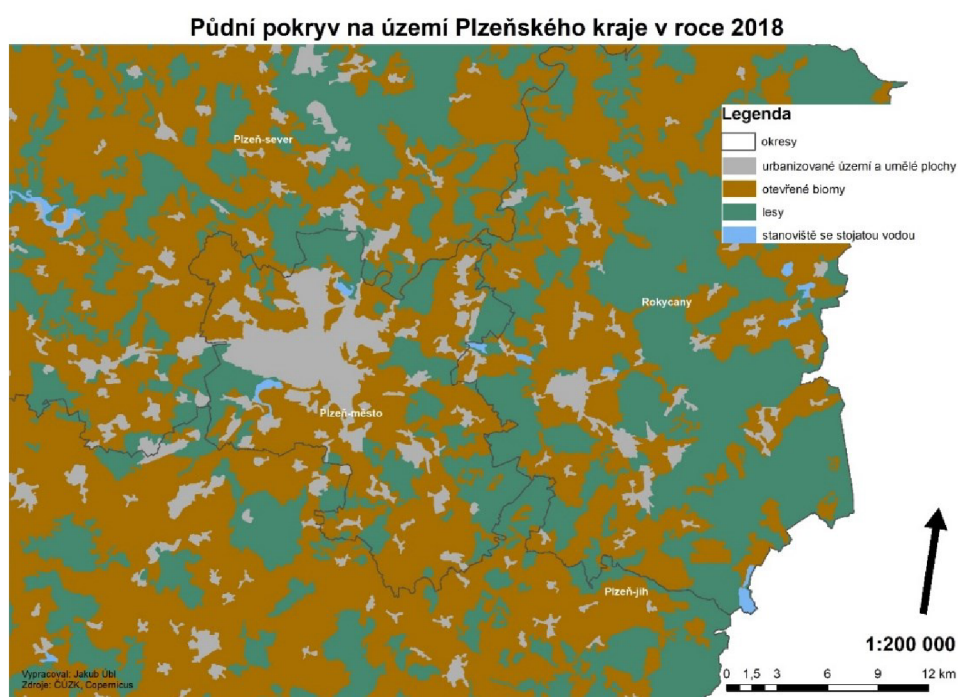 Půdní pokryv na území Plzeňského kraje v roce 2018
Legenda
okresy
urbanizované území a umělé plochy
otevřené biomy
lesy
stanoviště se stojatou vodou
Plzeň-sever
Rokycany
Plzeň-město
Plzeň-jih
1:200 000
0 1,5 3 6 9 12 km
Vypracoval: Jakub Übl
Zdroje: ČÚZK, Copernicus